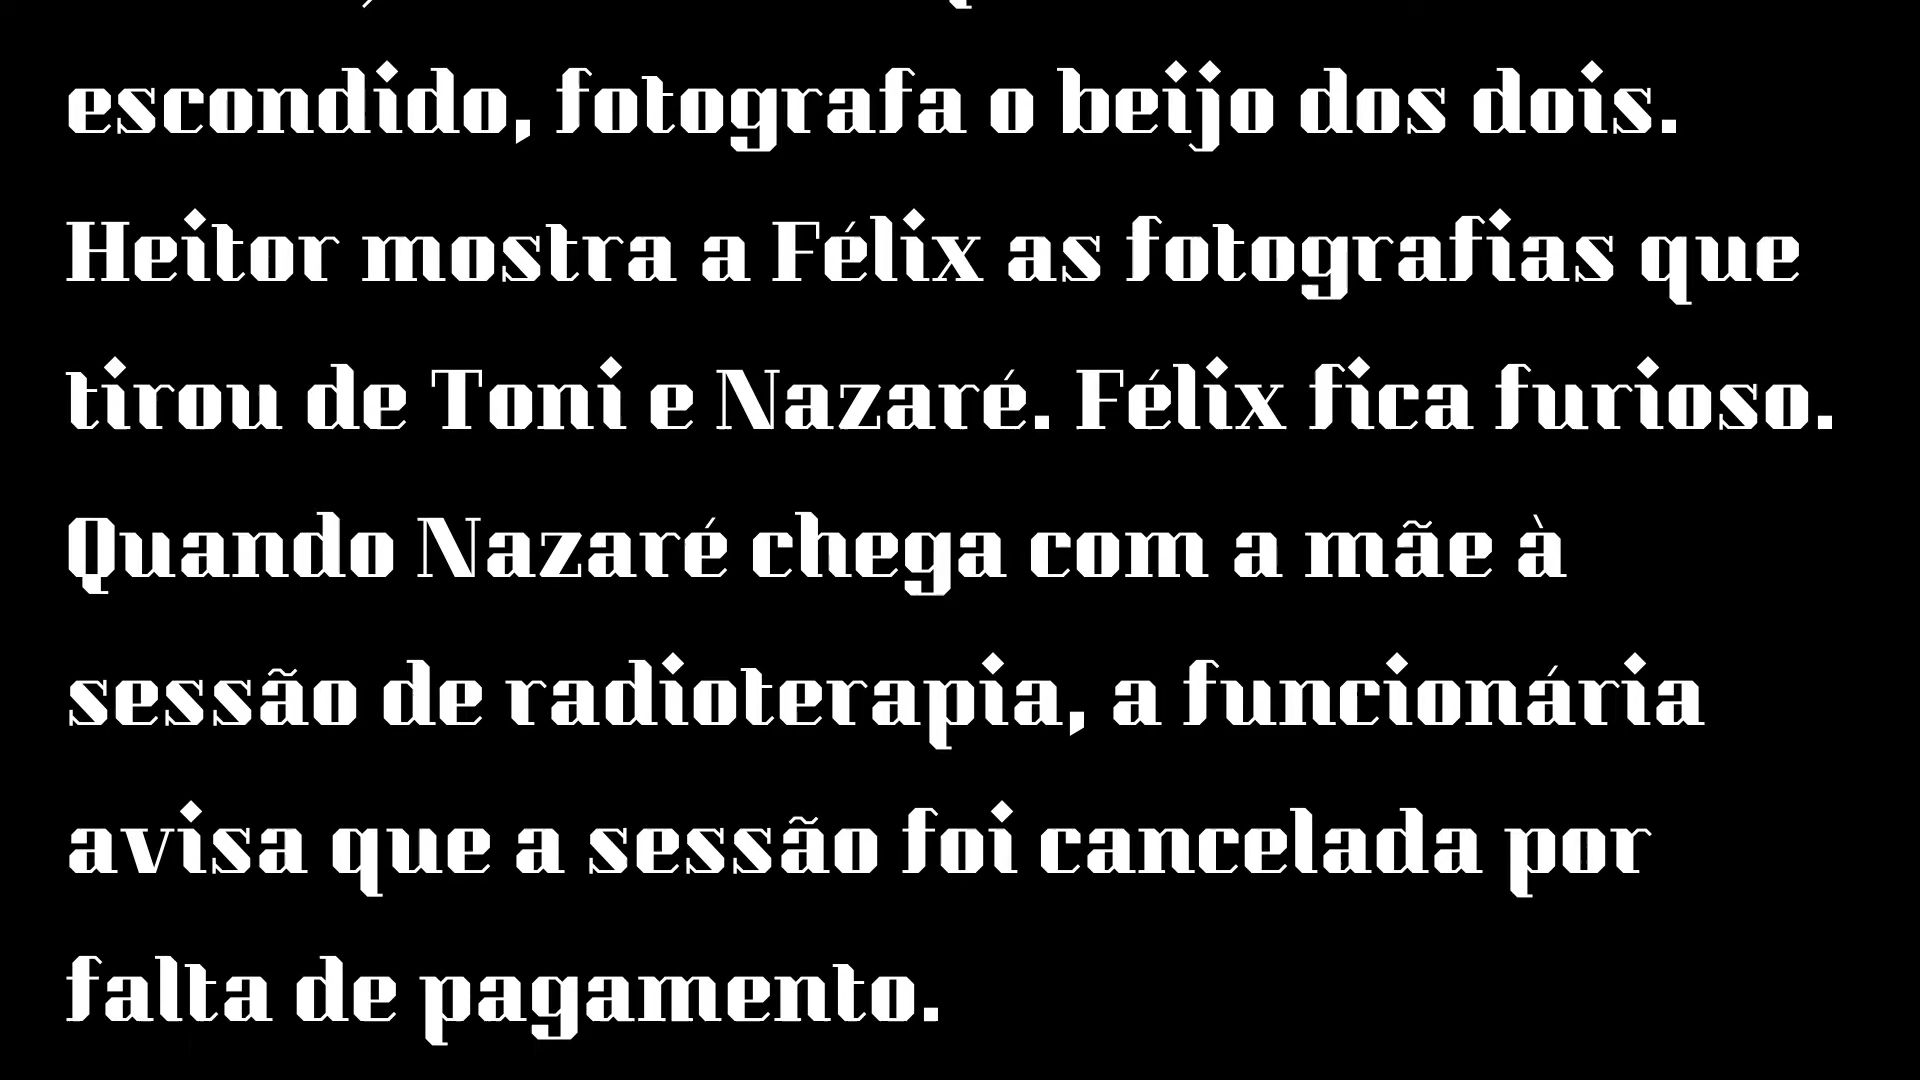 escondido, fotografa o beijo dos dois.
Heitor mostra a Félix as fotografias que
tirou de Toni e Nazaré. Félix fica furioso.
Quando Nazaré chega com a mãe à
sessão de radioterapia, a funcionária
avisa que a sessão foi cancelada por
falta de pagamento.